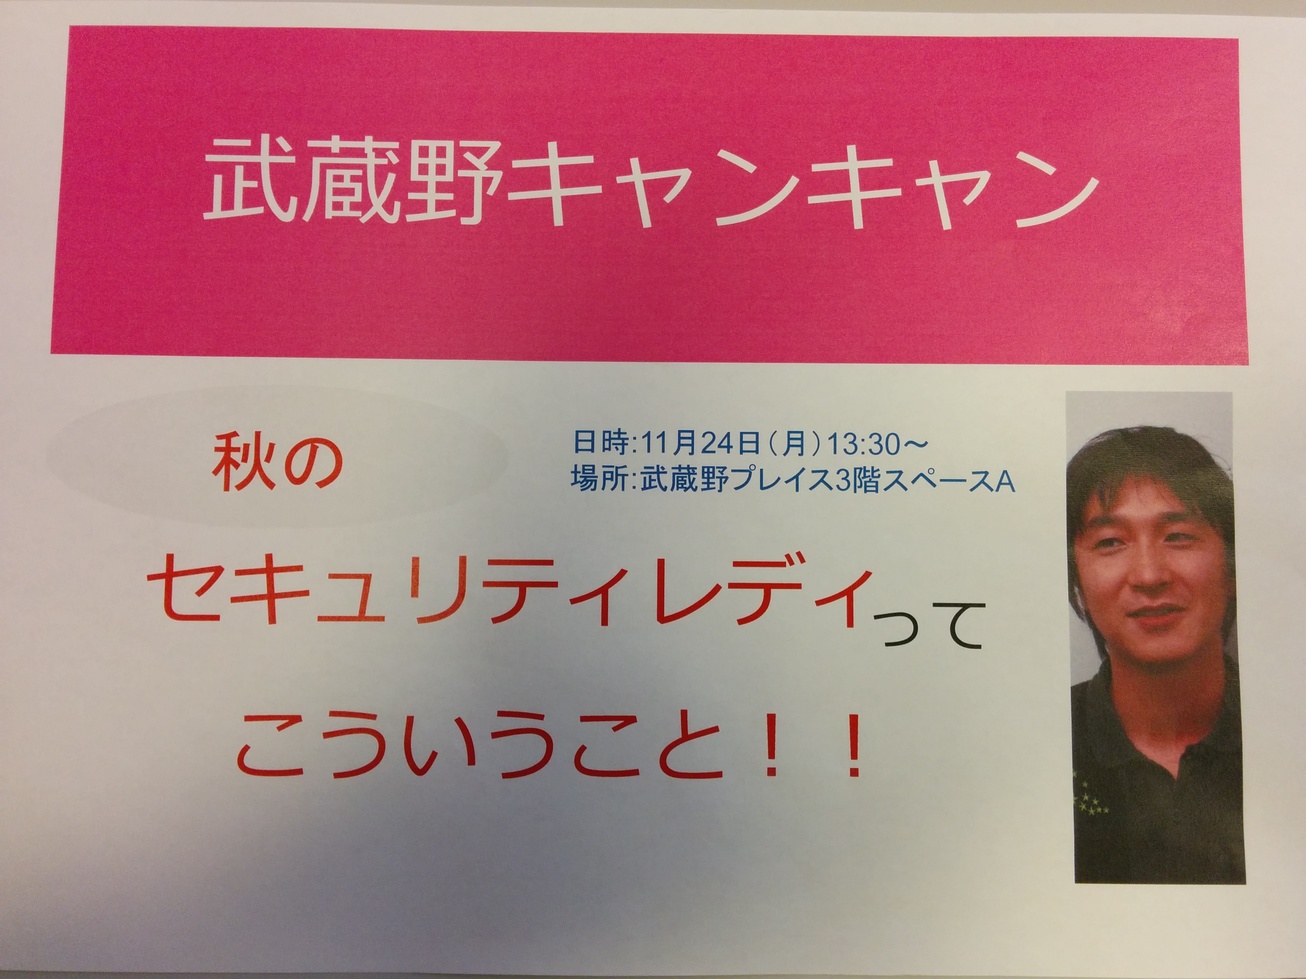 武蔵野キャンキャン
秋の
日時:11月24日(月)13:30～
場所:武蔵野プレイス3階スペースA
セキュリティレディって
こういうこと！！